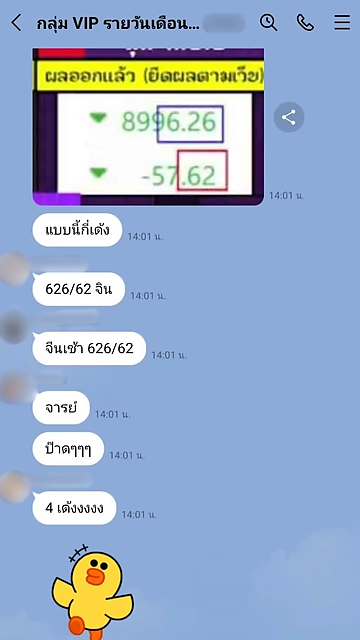 กลุ่ม VIP รายวันเดือน...
ผลออกแล้ว (ยึดผลตามเว็บ)
8996.26
-57.62
14:01 น.
แบบนี้กี่เด้ง
14:01 น.
626/62 จิน
14:01 น.
จีนเช้า 626/62
14:01 น.
จารย์
14:01 น.
ป๊าดๆๆๆ
14:01 น.
4 เด้งงงงง
14:01 น.